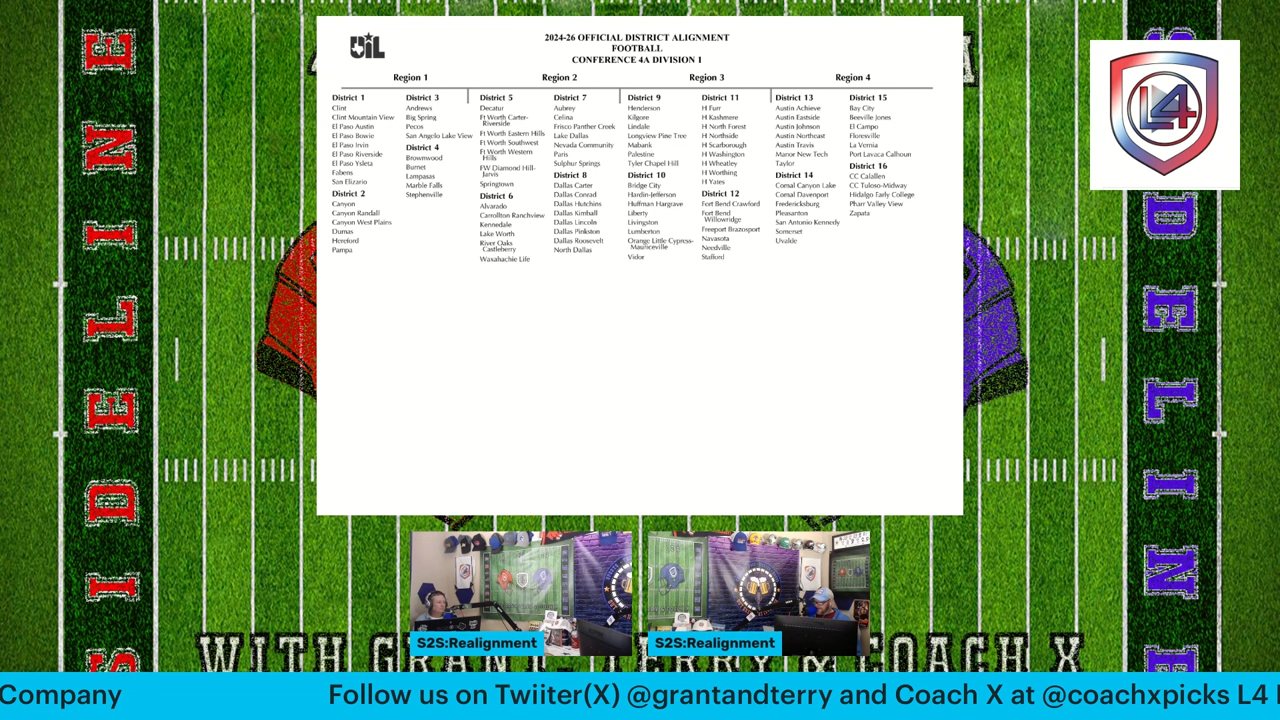 UIL
2024-26 OFFICIAL DISTRICT ALIGNMENT
FOOTBALL
CONFERENCE 4A DIVISION 1
Region 1
Region 2
Region 3
Region 4
District 1
Clint
Clint Mountain View
El Paso Austin
El Paso Bowie
El Paso Irvin
El Paso Riverside
El Paso Ysleta
Fabens
San Elizario
District 2
Canyon
Canyon Randall
Canyon West Plains
Dumas
Hereford
Pampa
District 3
Andrews
Big Spring
Pecos
San Angelo Lake View
District 4
Brownwood
Burnet
Lampasas
Marble Falls
Stephenville
District 5
Decatur
Ft Worth Carter-
Riverside
Ft Worth Eastern Hills
Ft Worth Southwest
Ft Worth Western
Hills
FW Diamond Hill-
Jarvis
Springtown
District 6
Alvarado
Carrollton Ranchview
Kennedale
Lake Worth
River Oaks
Castleberry
Waxahachie Life
District 7
Aubrey
Celina
Frisco Panther Creek
Lake Dallas
Nevada Community
Paris
Sulphur Springs
District 8
Dallas Carter
Dallas Conrad
Dallas Hutchins
Dallas Kimball
Dallas Lincoln
Dallas Pinkston
Dallas Roosevelt
North Dallas
District 9
Henderson
Kilgore
Lindale
Longview Pine Tree
Mabank
Palestine
Tyler Chapel Hill
District 10
Bridge City
Hardin-Jefferson
Huffman Hargrave
Liberty
Livingston
Lumberton
Orange Little Cypress-
Mauriceville
Vidor
District 11
H Furr
H Kashmere
H North Forest
H Northside
H Scarborough
H Washington
H Wheatley
H Worthing
H Yates
District 12
Fort Bend Crawford
Fort Bend
Willowridge
Freeport Brazosport
Navasota
Needville
Stafford
District 13
Austin Achieve
Austin Eastside
Austin Johnson
Austin Northeast
Austin Travis
Manor New Tech
Taylor
District 14
Comal Canyon Lake
Comal Davenport
Fredericksburg
Pleasanton
San Antonio Kennedy
Somerset
Uvalde
District 15
Bay City
Beeville Jones
El Campo
Floresville
La Vernia
Port Lavaca Calhoun
District 16
CC Calallen
CC Tuloso-Midway
Hidalgo Early College
Pharr Valley View
Zapata
L4
SIDELINE
DELINE
S2S:Realignment
S2S:Realignment
WITH GRANT, TERRY & COACH X
Company
Follow us on Twiiter(X) @grantandterry and Coach X at @coachxpicks L4